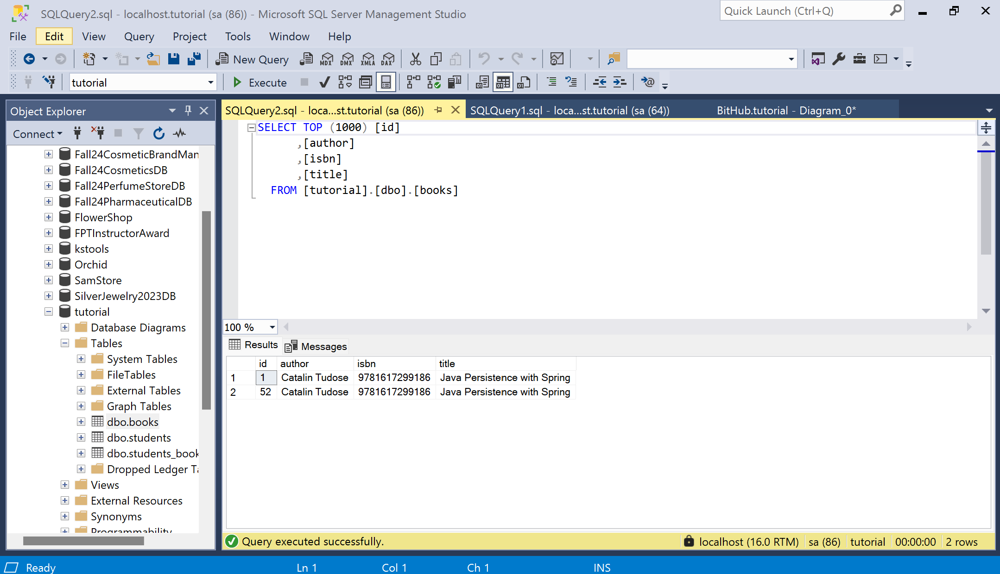 SQLQuery2.sql - localhost.tutorial (sa (86)) - Microsoft SQL Server Management Studio
Quick Launch (Ctrl+Q)
File Edit View Query Project Tools Window Help
New Query MDX DMX XMLA DAX
tutorial Execute
Object Explorer
Connect
Fall24CosmeticBrandMan
Fall24CosmeticsDB
Fall24PerfumeStoreDB
Fall24PharmaceuticalDB
FlowerShop
FPTInstructorAward
kstools
Orchid
SamStore
SilverJewelry2023DB
tutorial
Database Diagrams
Tables
System Tables
FileTables
External Tables
Graph Tables
dbo.books
dbo.students
dbo.students_book
Dropped Ledger Ta
Views
External Resources
Synonyms
Programmability
SQLQuery2.sql - loca...st.tutorial (sa (86)) SQLQuery1.sql - loca...st.tutorial (sa (64)) BitHub.tutorial - Diagram_0*
SELECT TOP (1000) [id]
,[author]
,[isbn]
,[title]
FROM [tutorial].[dbo].[books]
100 %
Results Messages
id author isbn title
1 1 Catalin Tudose 9781617299186 Java Persistence with Spring
2 52 Catalin Tudose 9781617299186 Java Persistence with Spring
Query executed successfully. localhost (16.0 RTM) sa (86) tutorial 00:00:00 2 rows
Ready Ln 1 Col 1 Ch 1 INS